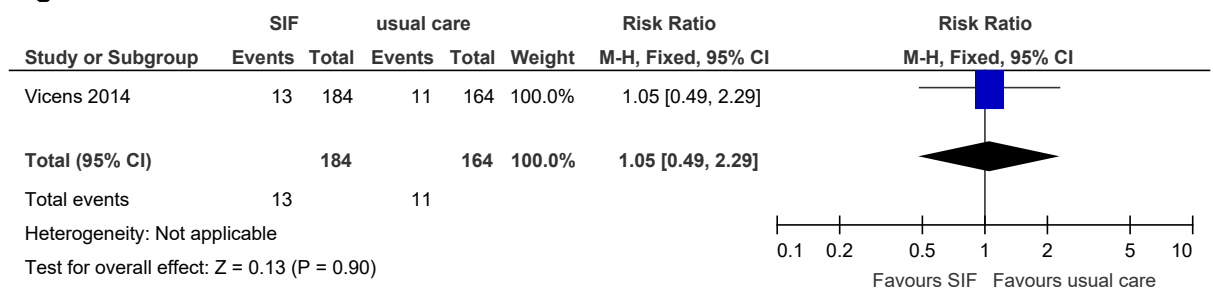 SIF usual care Risk Ratio Risk Ratio
Study or Subgroup Events Total Events Total Weight M-H, Fixed, 95% CI M-H, Fixed, 95% CI
Vicens 2014 13 184 11 164 100.0% 1.05 [0.49, 2.29]
Total (95% CI) 184 164 100.0% 1.05 [0.49, 2.29]
Total events 13 11
Heterogeneity: Not applicable
Test for overall effect: Z = 0.13 (P = 0.90)
0.1 0.2 0.5 1 2 5 10
Favours SIF Favours usual care